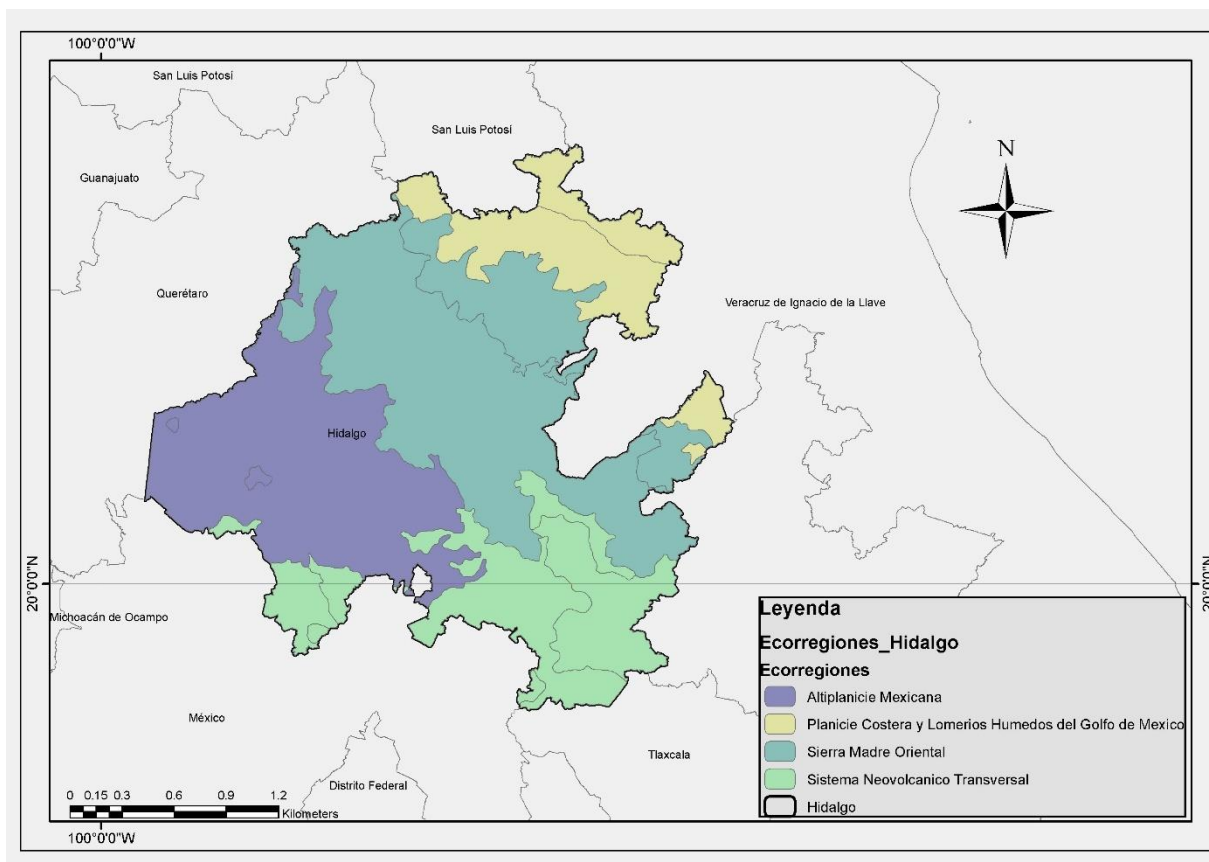 100°0'0"W
San Luis Potosí
San Luis Potosí
Guanajuato
N
Querétaro
Veracruz de Ignacio de la Llave
Hidalgo
20°0'0"N
20°0'0"N
Michoacán de Ocampo
México
Tlaxcala
Distrito Federal
Leyenda
Ecorregiones_Hidalgo
Ecorregiones
Altiplanicie Mexicana
Planicie Costera y Lomerios Humedos del Golfo de Mexico
Sierra Madre Oriental
Sistema Neovolcanico Transversal
Hidalgo
0 0.15 0.3 0.6 0.9 1.2
Kilometers
100°0'0"W